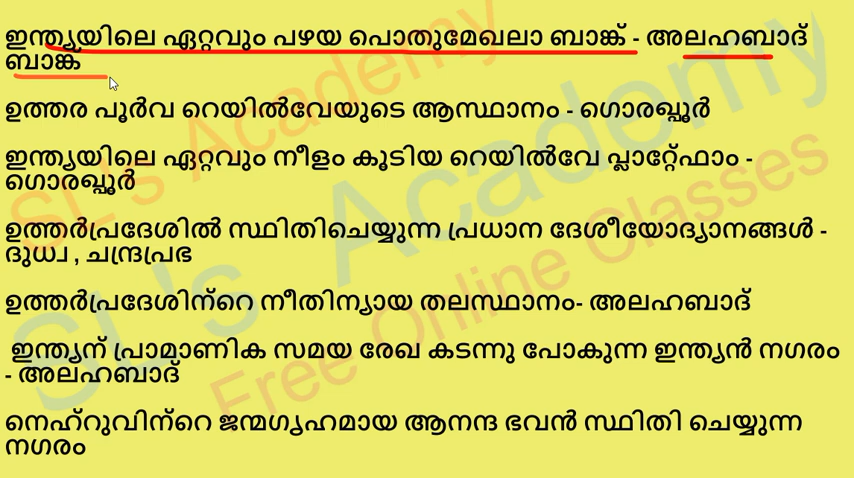 ഇന്ത്യയിലെ ഏറ്റവും പഴയ പൊതുമേഖലാ ബാങ്ക് - അലഹബാദ്
ബാങ്ക്
ഉത്തര പൂർവ റെയിൽവേയുടെ ആസ്ഥാനം - ഗൊരഖ്പൂർ
ഇന്ത്യയിലെ ഏറ്റവും നീളം കൂടിയ റെയിൽവേ പ്ലാറ്റ്ഫോം -
ഗൊരഖ്പൂർ
ഉത്തർപ്രദേശിൽ സ്ഥിതിചെയ്യുന്ന പ്രധാന ദേശീയോദ്യാനങ്ങൾ -
ദുധ്വ , ചന്ദ്രപ്രഭ
ഉത്തർപ്രദേശിന്റെ നീതിന്യായ തലസ്ഥാനം- അലഹബാദ്
ഇന്ത്യന് പ്രാമാണിക സമയ രേഖ കടന്നു പോകുന്ന ഇന്ത്യൻ നഗരം
- അലഹബാദ്
നെഹ്റുവിന്റെ ജന്മഗൃഹമായ ആനന്ദ ഭവൻ സ്ഥിതി ചെയ്യുന്ന
നഗരം
SL's Academy
SL's Academy
Free Online Classes